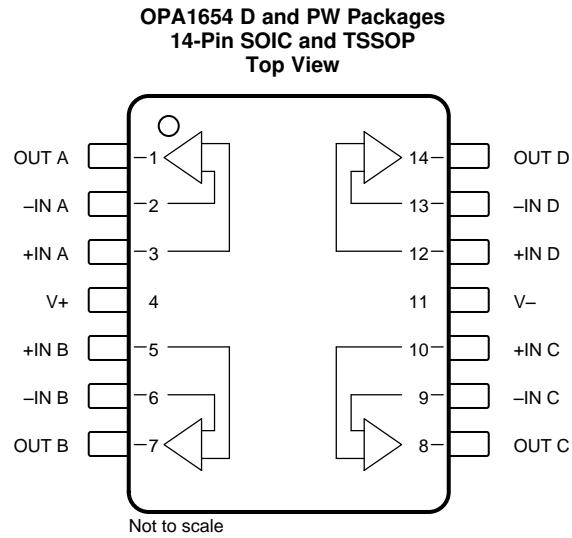 OPA1654 D and PW Packages
14-Pin SOIC and TSSOP
Top View
OUT A 1 14 OUT D
–IN A 2 13 –IN D
+IN A 3 12 +IN D
V+ 4 11 V–
+IN B 5 10 +IN C
–IN B 6 9 –IN C
OUT B 7 8 OUT C
Not to scale